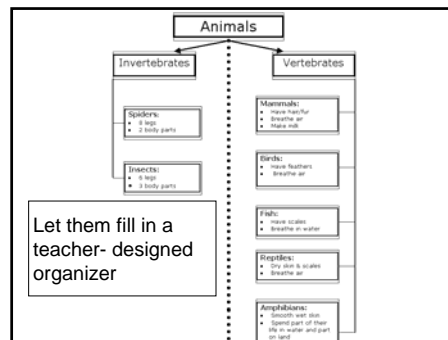 Animals
Invertebrates
Vertebrates
Spiders:
• 8 legs
• 2 body parts
Insects:
• 6 legs
• 3 body parts
Let them fill in a
teacher- designed
organizer
Mammals:
• Have hair/fur
• Breathe air
• Make milk
Birds:
• Have feathers
• Breathe air
Fish:
• Have scales
• Breathe in water
Reptiles:
• Dry skin & scales
• Breathe air
Amphibians:
• Smooth wet skin
• Spend part of their
life in water and part
on land